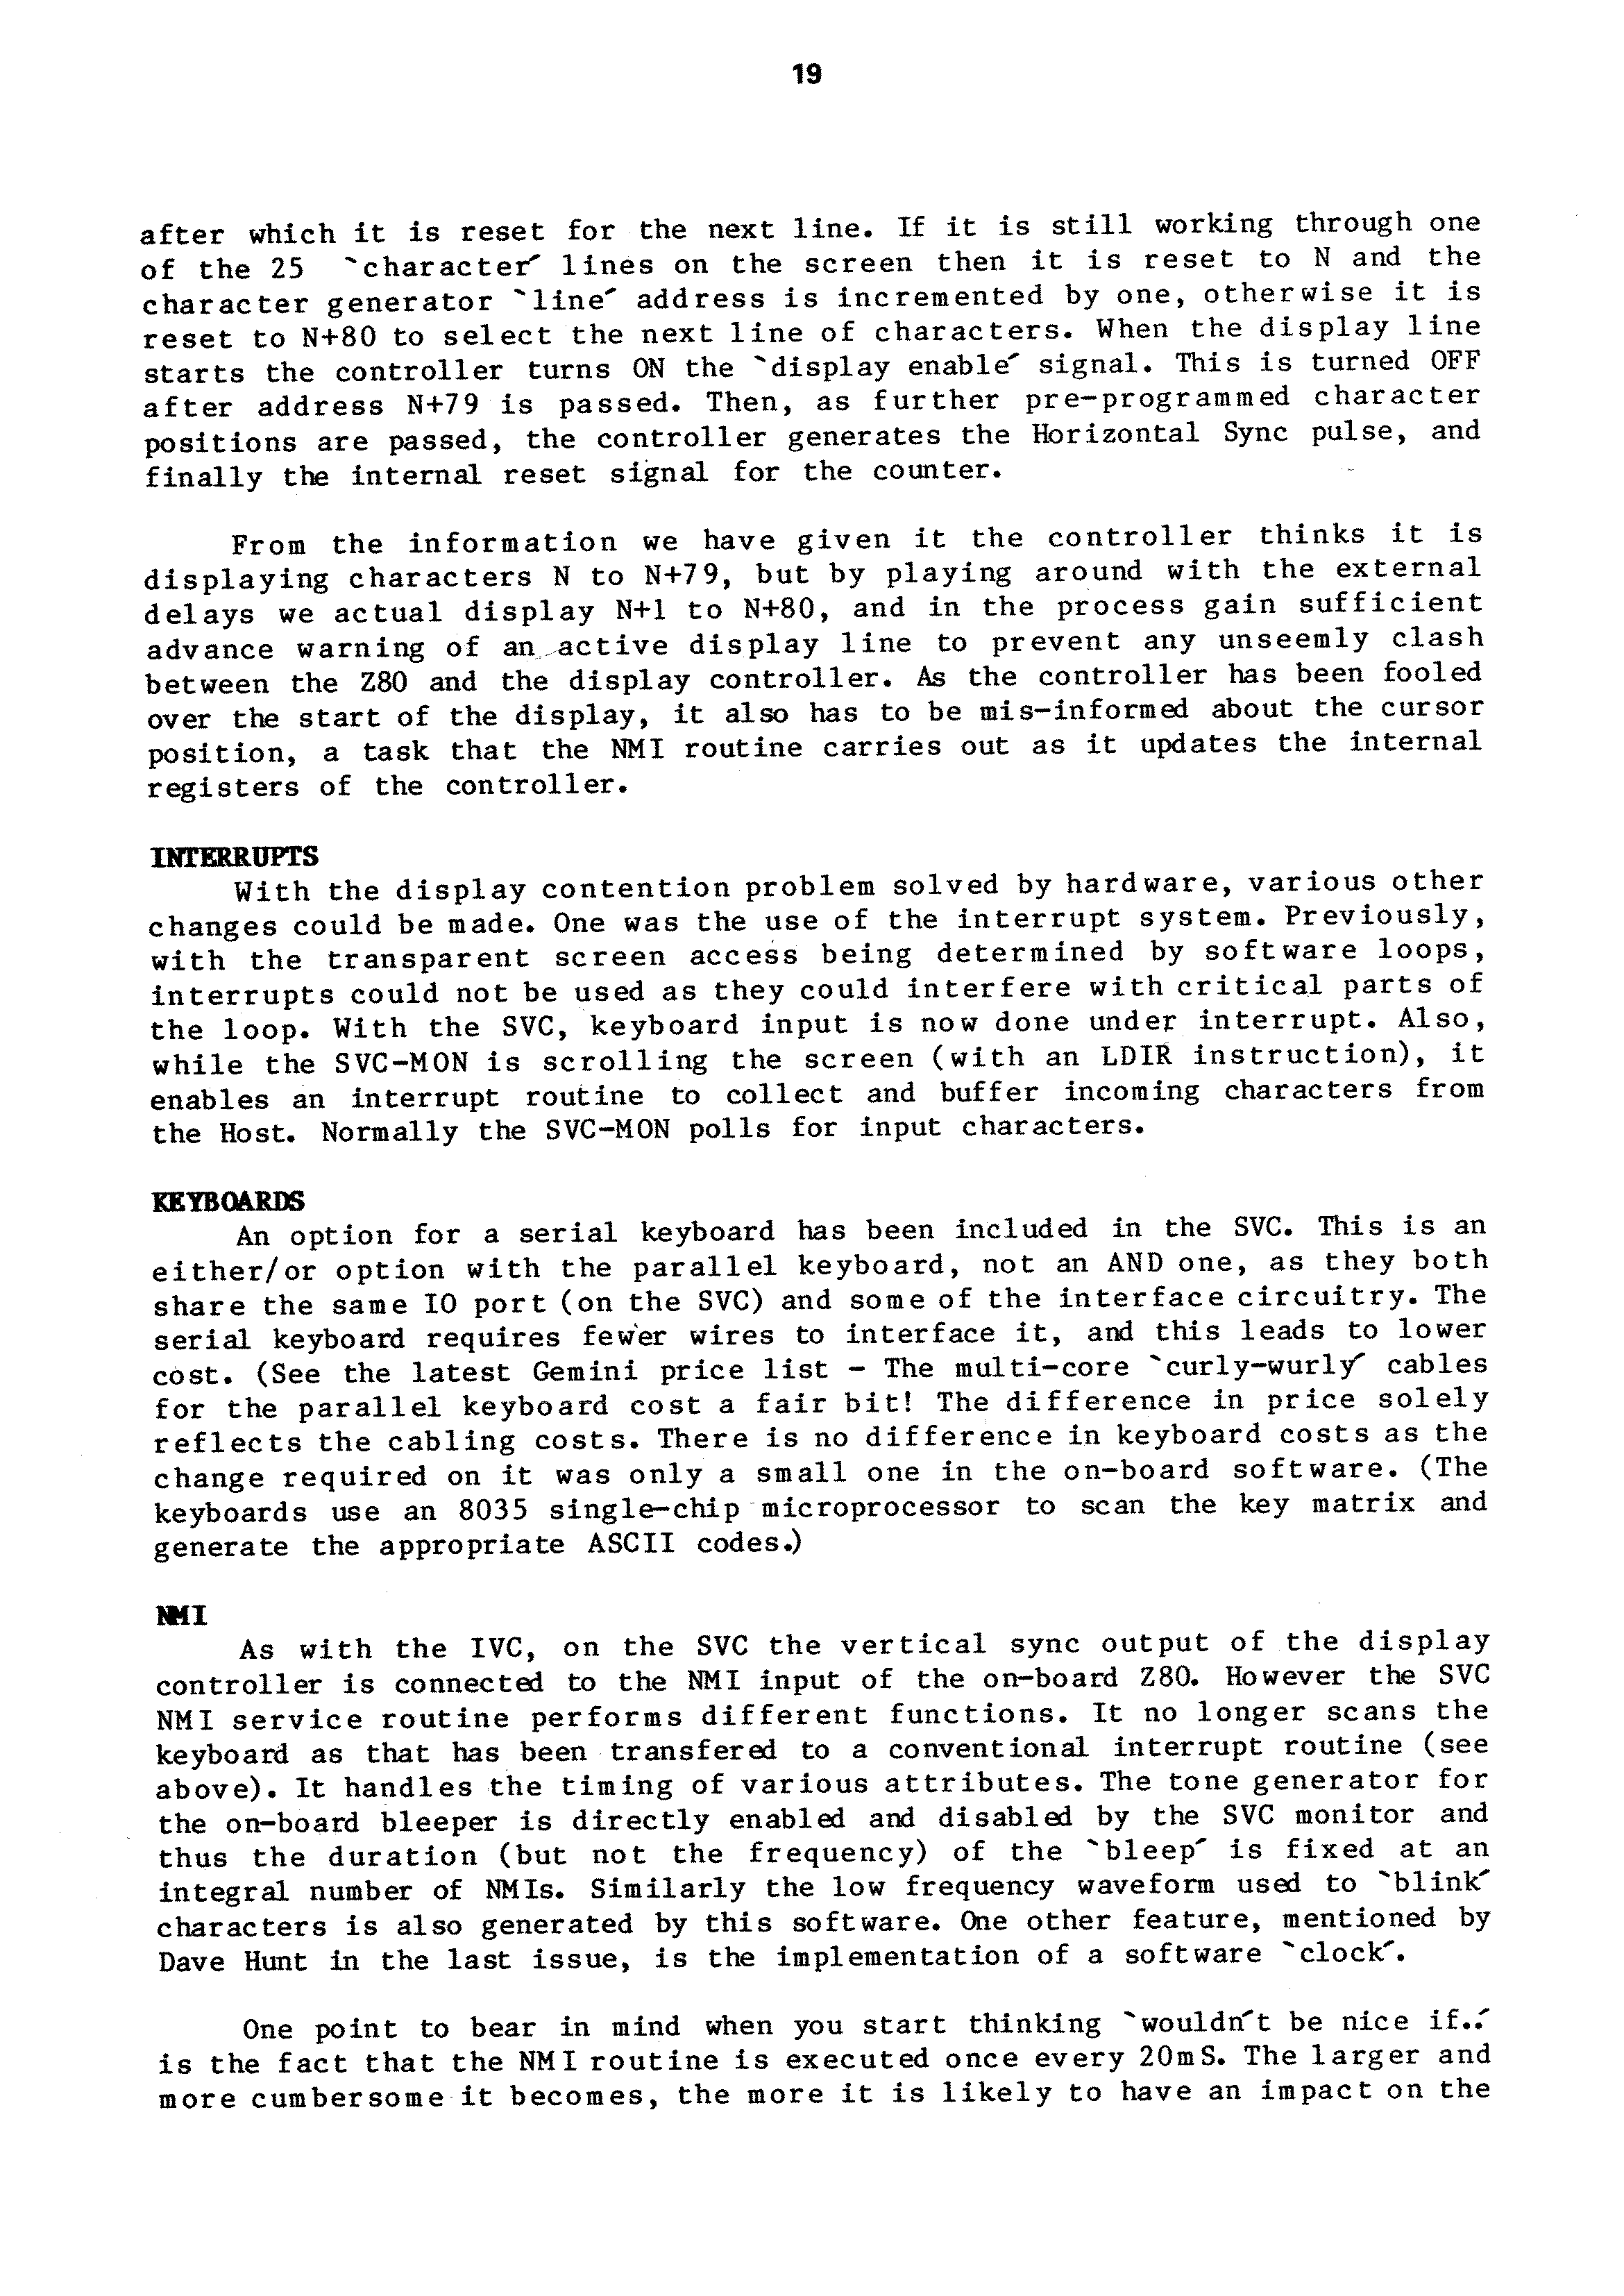 19
after which it is reset for the next line. If it is still working through one
of the 25 `character´ lines on the screen then it is reset to N and the
character generator `line´ address is incremented by one, otherwise it is
reset to N+80 to select the next line of characters. When the display line
starts the controller turns ON the `display enable´ signal. This is turned OFF
after address N+79 is passed. Then, as further pre-programmed character
positions are passed, the controller generates the Horizontal Sync pulse, and
finally the internal reset signal for the counter.
From the information we have given it the controller thinks it is
displaying characters N to N+79, but by playing around with the external
delays we actual display N+1 to N+80, and in the process gain sufficient
advance warning of an active display line to prevent any unseemly clash
between the Z80 and the display controller. As the controller has been fooled
over the start of the display, it also has to be mis-informed about the cursor
position, a task that the NMI routine carries out as it updates the internal
registers of the controller.
INTERRUPTS
With the display contention problem solved by hardware, various other
changes could be made. One was the use of the interrupt system. Previously,
with the transparent screen access being determined by software loops,
interrupts could not be used as they could interfere with critical parts of
the loop. With the SVC, keyboard input is now done under interrupt. Also,
while the SVC-MON is scrolling the screen (with an LDIR instruction), it
enables an interrupt routine to collect and buffer incoming characters from
the Host. Normally the SVC-MON polls for input characters.
KEYBOARDS
An option for a serial keyboard has been included in the SVC. This is an
either/or option with the parallel keyboard, not an AND one, as they both
share the same IO port (on the SVC) and some of the interface circuitry. The
serial keyboard requires fewer wires to interface it, and this leads to lower
cost. (See the latest Gemini price list - The multi-core `curly-wurly´ cables
for the parallel keyboard cost a fair bit! The difference in price solely
reflects the cabling costs. There is no difference in keyboard costs as the
change required on it was only a small one in the on-board software. (The
keyboards use an 8035 single-chip microprocessor to scan the key matrix and
generate the appropriate ASCII codes.)
NMI
As with the IVC, on the SVC the vertical sync output of the display
controller is connected to the NMI input of the on-board Z80. However the SVC
NMI service routine performs different functions. It no longer scans the
keyboard as that has been transfered to a conventional interrupt routine (see
above). It handles the timing of various attributes. The tone generator for
the on-board bleeper is directly enabled and disabled by the SVC monitor and
thus the duration (but not the frequency) of the `bleep´ is fixed at an
integral number of NMIs. Similarly the low frequency waveform used to `blink´
characters is also generated by this software. One other feature, mentioned by
Dave Hunt in the last issue, is the implementation of a software `clock´.
One point to bear in mind when you start thinking `wouldn´t be nice if..´
is the fact that the NMI routine is executed once every 20mS. The larger and
more cumbersome it becomes, the more it is likely to have an impact on the